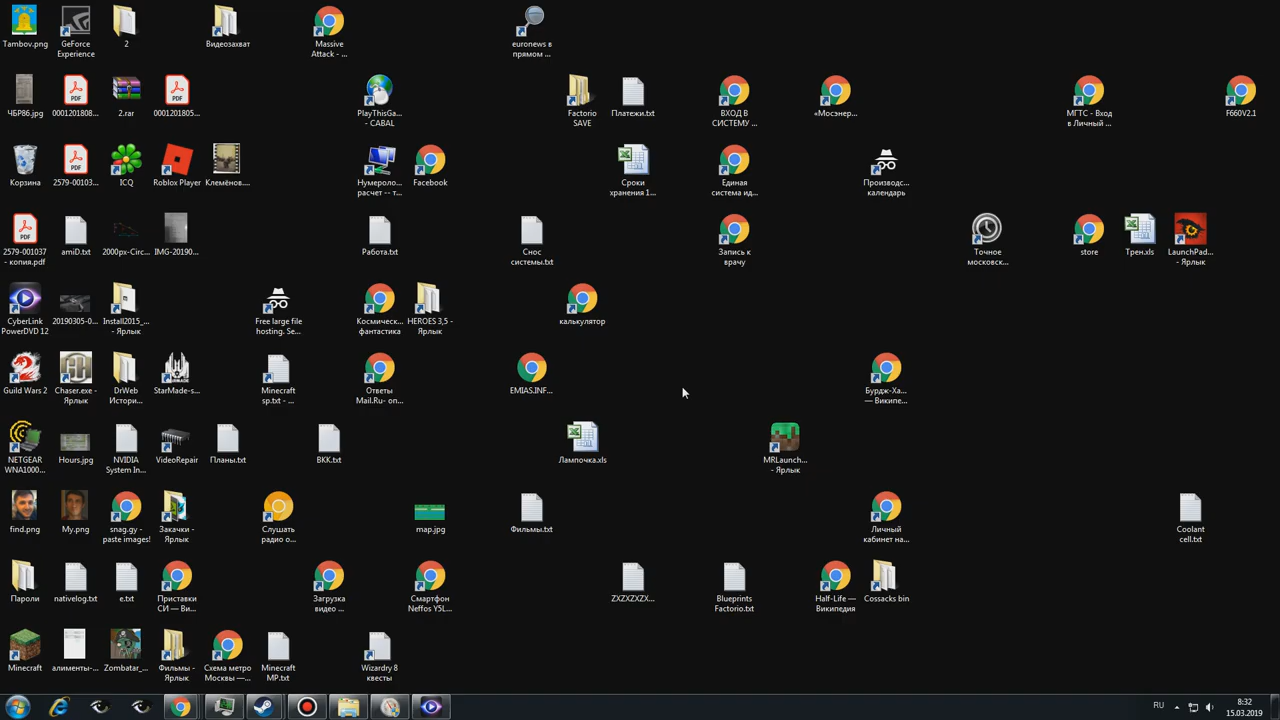 Tambov.png
GeForce
Experience
2
Видеозахват
Massive
Attack - ...
euronews в
прямом ...
ЧБР86.jpg
0001201808...
2.rar
0001201805...
PlayThisGa...
- CABAL
Factorio
SAVE
Платежи.txt
ВХОД В
СИСТЕМУ ...
«Мосэнер...
МГТС - Вход
в Личный ...
F660V2.1
Корзина
2579-00103...
ICQ
Roblox Player
Клемёнов....
Нумероло...
расчет -- т...
Facebook
Сроки
хранения 1...
Единая
система ид...
Производс...
календарь
2579-001037
- копия.pdf
amiD.txt
2000px-Circ...
IMG-20190...
Работа.txt
Снос
системы.txt
Запись к
врачу
Точное
московск...
store
Трен.xls
LaunchPad...
- Ярлык
CyberLink
PowerDVD 12
20190305-0...
Install2015_...
- Ярлык
Free large file
hosting. Se...
Космическ...
фантастика
HEROES 3,5 -
Ярлык
калькулятор
Guild Wars 2
Chaser.exe -
Ярлык
DrWeb
Истори...
StarMade-s...
Minecraft
sp.txt - ...
Ответы
Mail.Ru- on...
EMIAS.INF...
Бурдж-Ха...
— Википе...
NETGEAR
WNA1000...
Hours.jpg
NVIDIA
System In...
VideoRepair
Планы.txt
ВКК.txt
Лампочка.xls
MRLaunch...
- Ярлык
find.png
My.png
snag.gy -
paste images!
Закачки -
Ярлык
Слушать
радио о...
map.jpg
Фильмы.txt
Личный
кабинет на...
Coolant
cell.txt
Пароли
nativelog.txt
e.txt
Приставки
СИ — Ви...
Загрузка
видео ...
Смартфон
Neffos Y5L...
ZXZXZXZX...
Blueprints
Factorio.txt
Half-Life —
Википедия
Cossacks bin
Minecraft
алименты-...
Zombatar_...
Фильмы -
Ярлык
Схема метро
Москвы —...
Minecraft
MP.txt
Wizardry 8
квесты
RU
8:32
15.03.2019